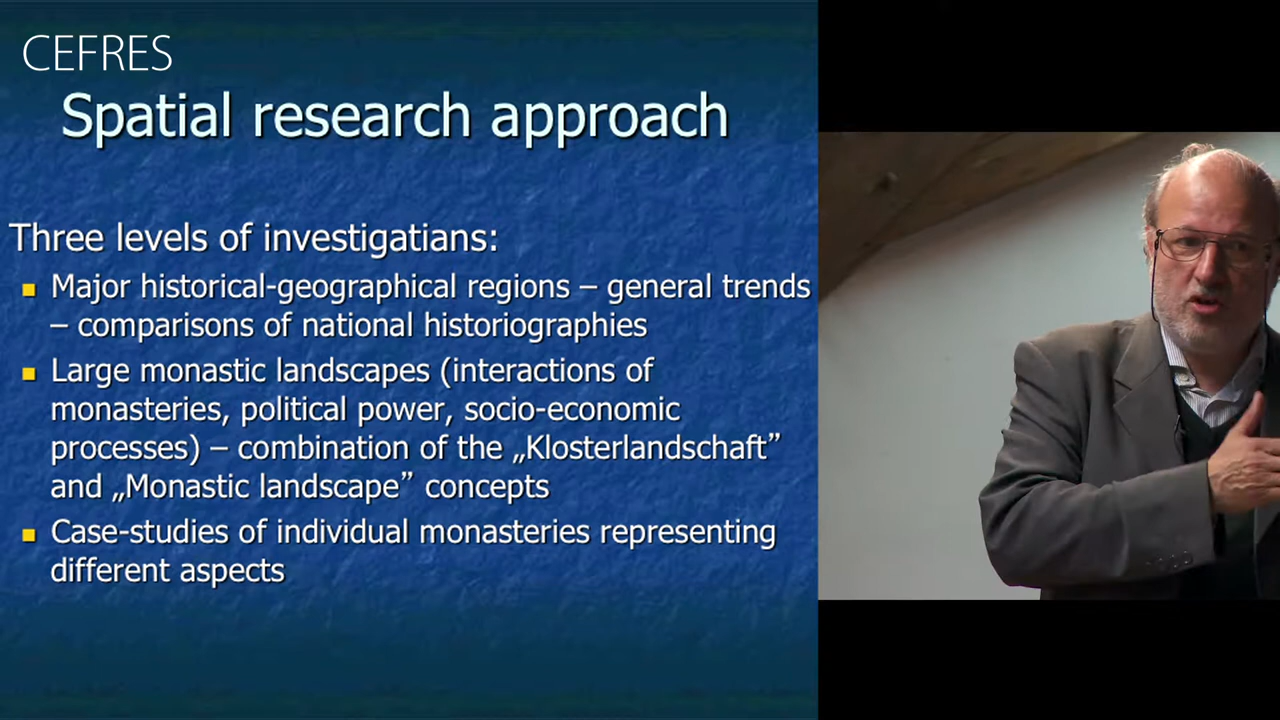 CEFRES
Spatial research approach
Three levels of investigatians:
Major historical-geographical regions – general trends
– comparisons of national historiographies
Large monastic landscapes (interactions of
monasteries, political power, socio-economic
processes) – combination of the „Klosterlandschaft”
and „Monastic landscape” concepts
Case-studies of individual monasteries representing
different aspects